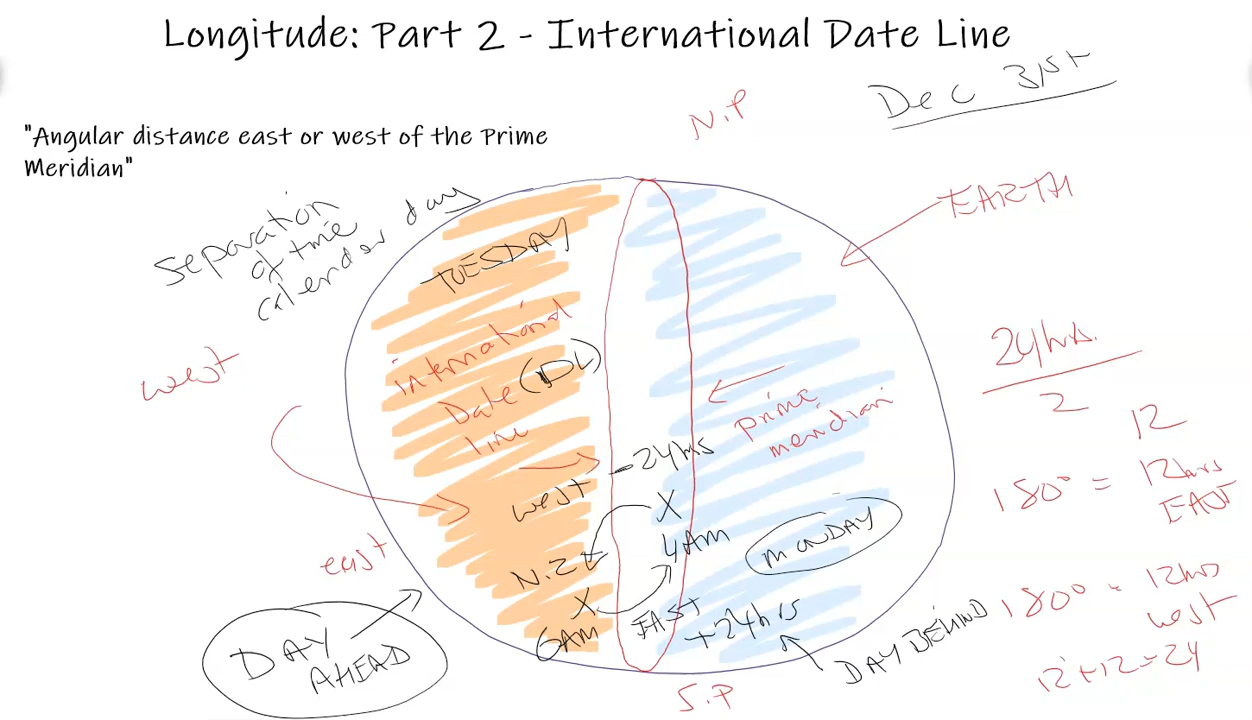 Longitude: Part 2 - International Date Line
Dec 31st
"Angular distance east or west of the Prime
Meridian"
N.P
EARTH
separation
of time
calender day
TUESDAY
international
Date (IDL)
line
west
24hrs.
2
12
prime
meridian
-24hrs
west
X
4AM
MONDAY
180° = 12hrs
EAST
east
N.Z
X
6AM
EAST
+24hrs
DAY BEHIND
180° = 12hrs
west
12+12=24
DAY
AHEAD
S.P